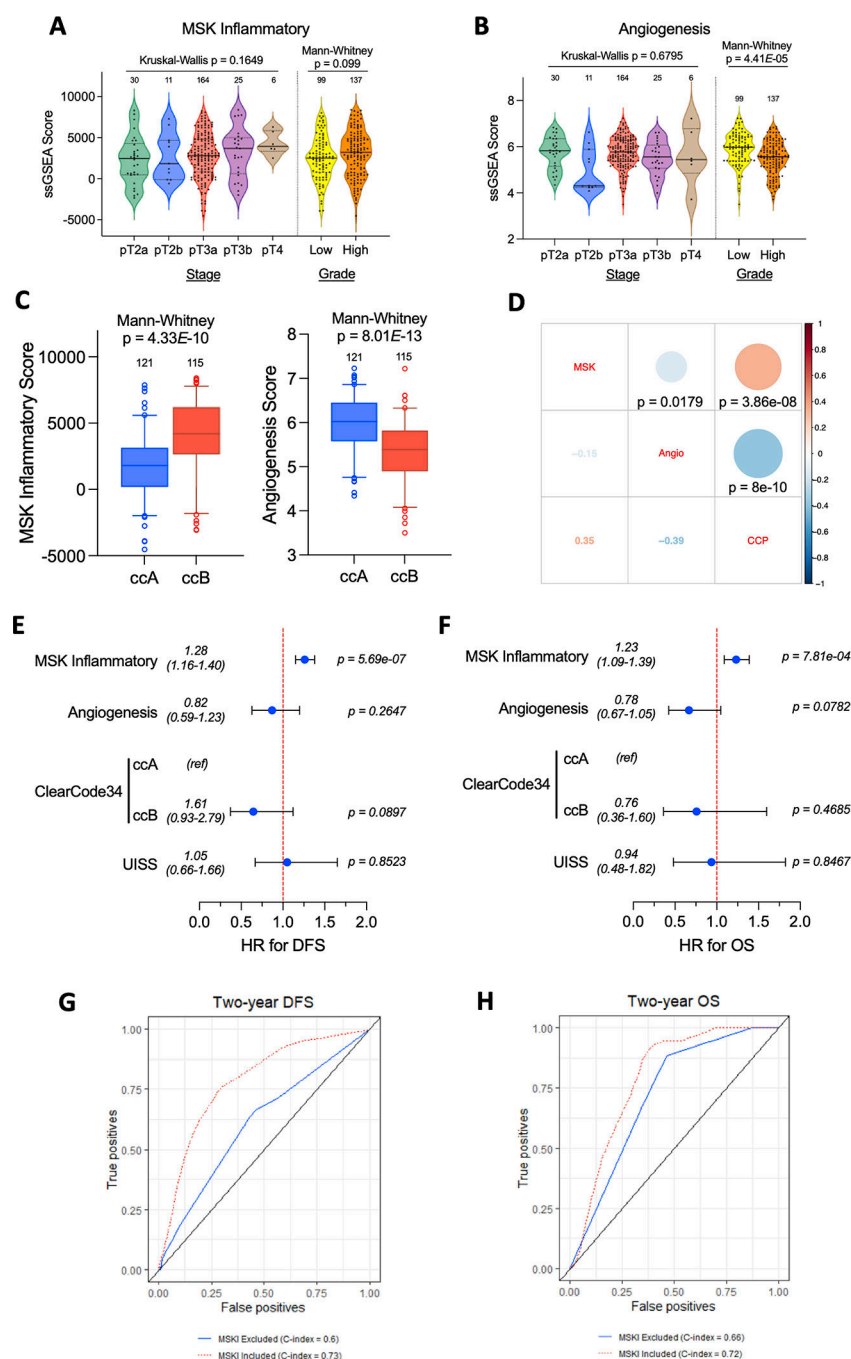 A
MSK Inflammatory
Kruskal-Wallis p = 0.1649
Mann-Whitney
p = 0.099
30 11 164 25 6 99 137
ssGSEA Score
10000
5000
0
-5000
pT2a pT2b pT3a pT3b pT4 Low High
Stage Grade
B
Angiogenesis
Kruskal-Wallis p = 0.6795
Mann-Whitney
p = 4.41E-05
30 11 164 25 6
99 137
ssGSEA Score
8
6
4
2
pT2a pT2b pT3a pT3b pT4 Low High
Stage Grade
C
Mann-Whitney
p = 4.33E-10
121 115
MSK Inflammatory Score
10000
5000
0
-5000
ccA ccB
Mann-Whitney
p = 8.01E-13
121 115
Angiogenesis Score
8
7
6
5
4
3
ccA ccB
D
MSK
p = 0.0179 p = 3.86e-08
-0.15 Angio
p = 8e-10
0.35 -0.39 CCP
1
0.8
0.6
0.4
0.2
0
-0.2
-0.4
-0.6
-0.8
-1
E
MSK Inflammatory 1.28 p = 5.69e-07
(1.16-1.40)
Angiogenesis 0.82 p = 0.2647
(0.59-1.23)
ccA (ref)
ClearCode34
ccB 1.61 p = 0.0897
(0.93-2.79)
UISS 1.05 p = 0.8523
(0.66-1.66)
0.0 0.5 1.0 1.5 2.0
HR for DFS
F
MSK Inflammatory 1.23 p = 7.81e-04
(1.09-1.39)
Angiogenesis 0.78 p = 0.0782
(0.67-1.05)
ccA (ref)
ClearCode34
ccB 0.76 p = 0.4685
(0.36-1.60)
UISS 0.94 p = 0.8467
(0.48-1.82)
0.0 0.5 1.0 1.5 2.0
HR for OS
G
Two-year DFS
True positives
1.00
0.75
0.50
0.25
0.00
0.00 0.25 0.50 0.75 1.00
False positives
MSKI Excluded (C-index = 0.6)
MSKI Included (C-index = 0.73)
H
Two-year OS
True positives
1.00
0.75
0.50
0.25
0.00
0.00 0.25 0.50 0.75 1.00
False positives
MSKI Excluded (C-index = 0.66)
MSKI Included (C-index = 0.72)